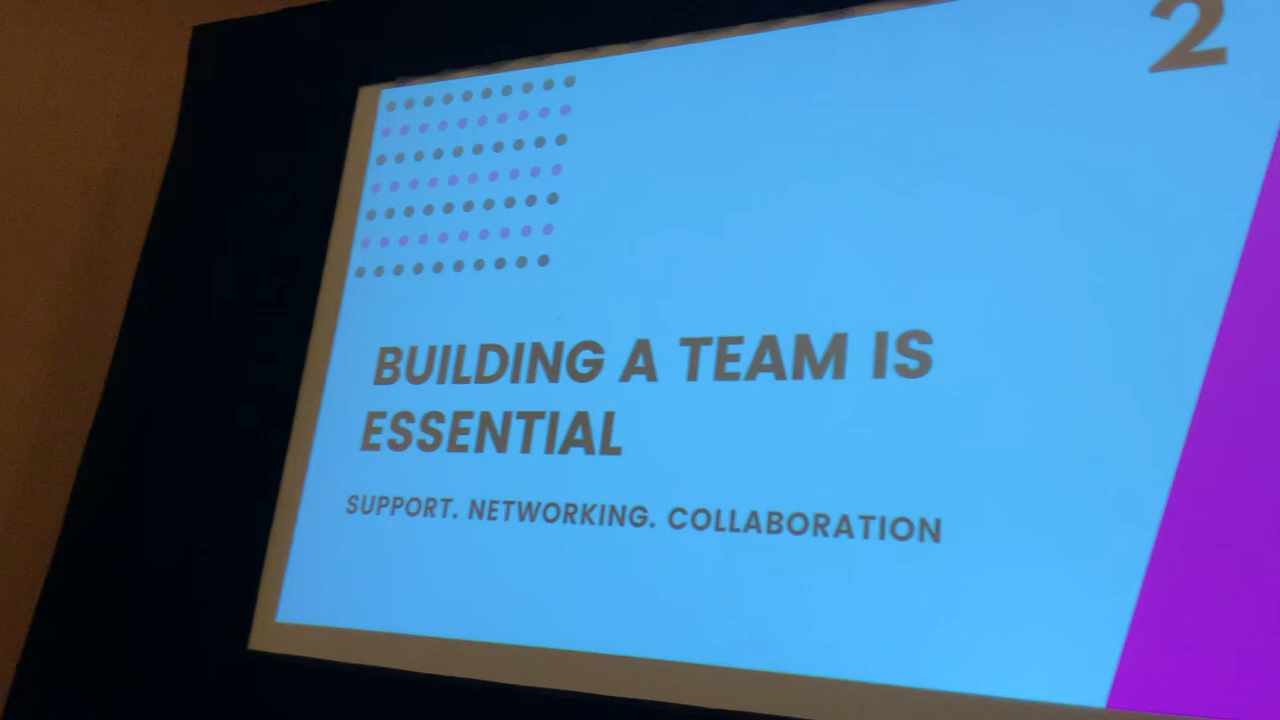 2
BUILDING A TEAM IS
ESSENTIAL
SUPPORT. NETWORKING. COLLABORATION